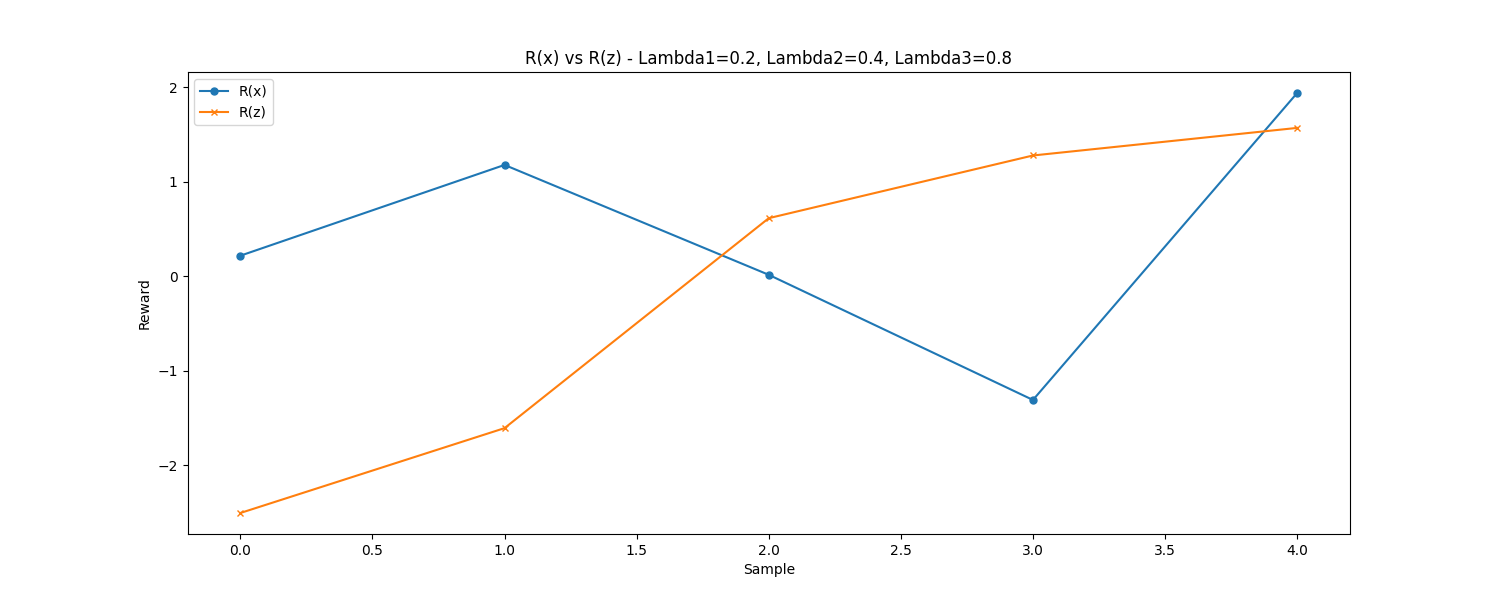 R(x) vs R(z) - Lambda1=0.2, Lambda2=0.4, Lambda3=0.8
R(x)
R(z)
2
1
0
−1
−2
Reward
0.0 0.5 1.0 1.5 2.0 2.5 3.0 3.5 4.0
Sample